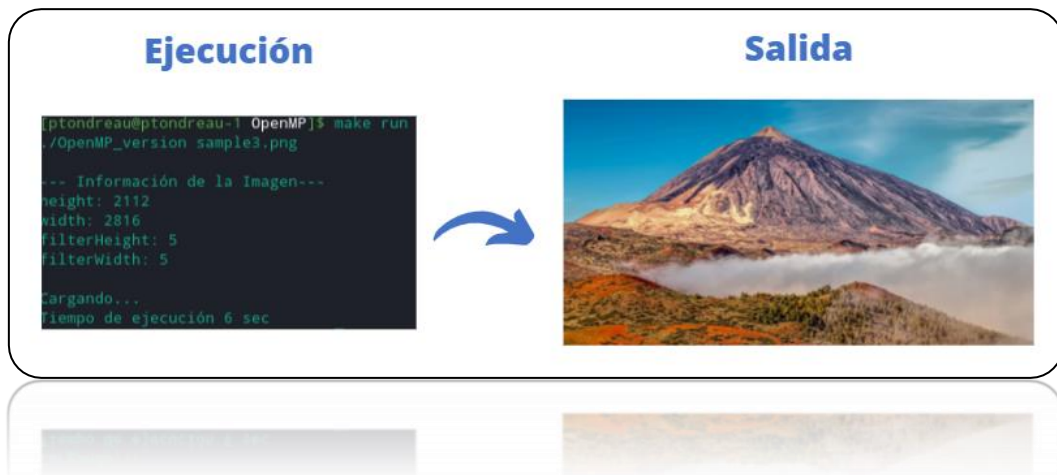 Ejecución
Salida
[ptondreau@ptondreau-1 OpenMP]$ make run
./OpenMP_version sample3.png
--- Información de la Imagen---
height: 2112
width: 2816
filterHeight: 5
filterWidth: 5
Cargando...
Tiempo de ejecución 6 sec